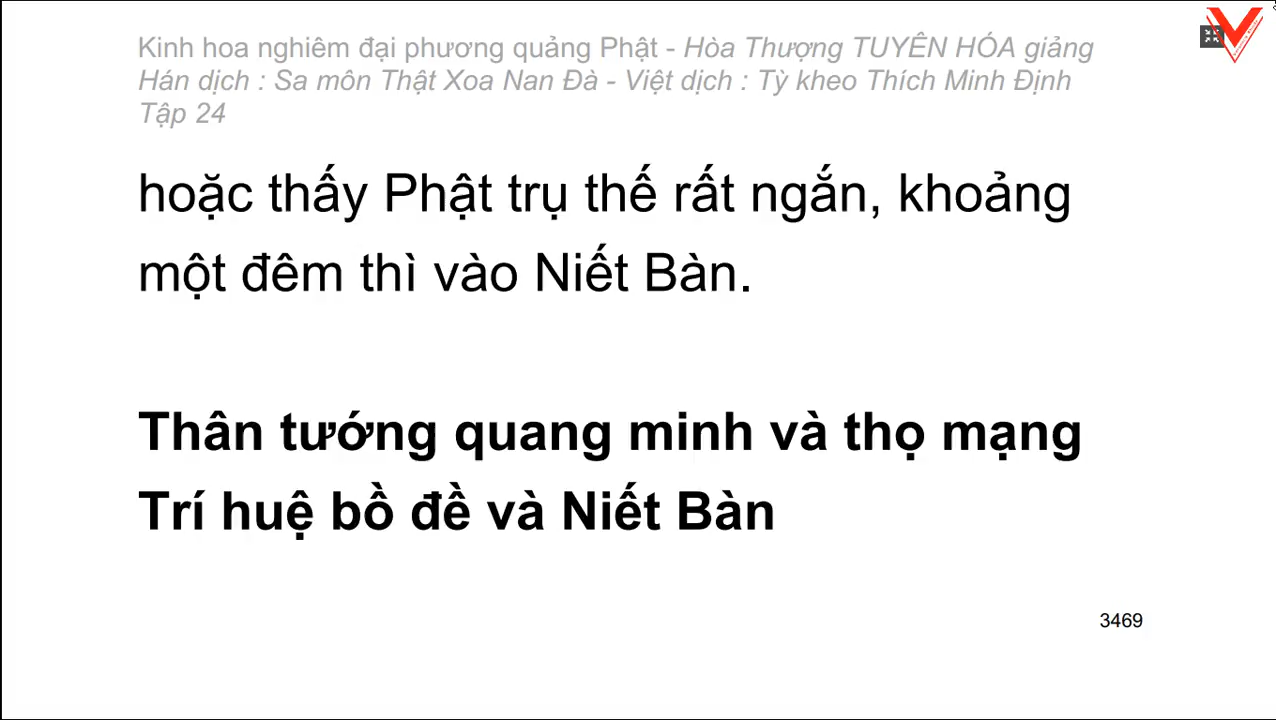 Kinh hoa nghiêm đại phương quảng Phật - Hòa Thượng TUYÊN HÓA giảng
Hán dịch : Sa môn Thật Xoa Nan Đà - Việt dịch : Tỳ kheo Thích Minh Định
Tập 24
hoặc thấy Phật trụ thế rất ngắn, khoảng
một đêm thì vào Niết Bàn.
Thân tướng quang minh và thọ mạng
Trí huệ bồ đề và Niết Bàn
3469